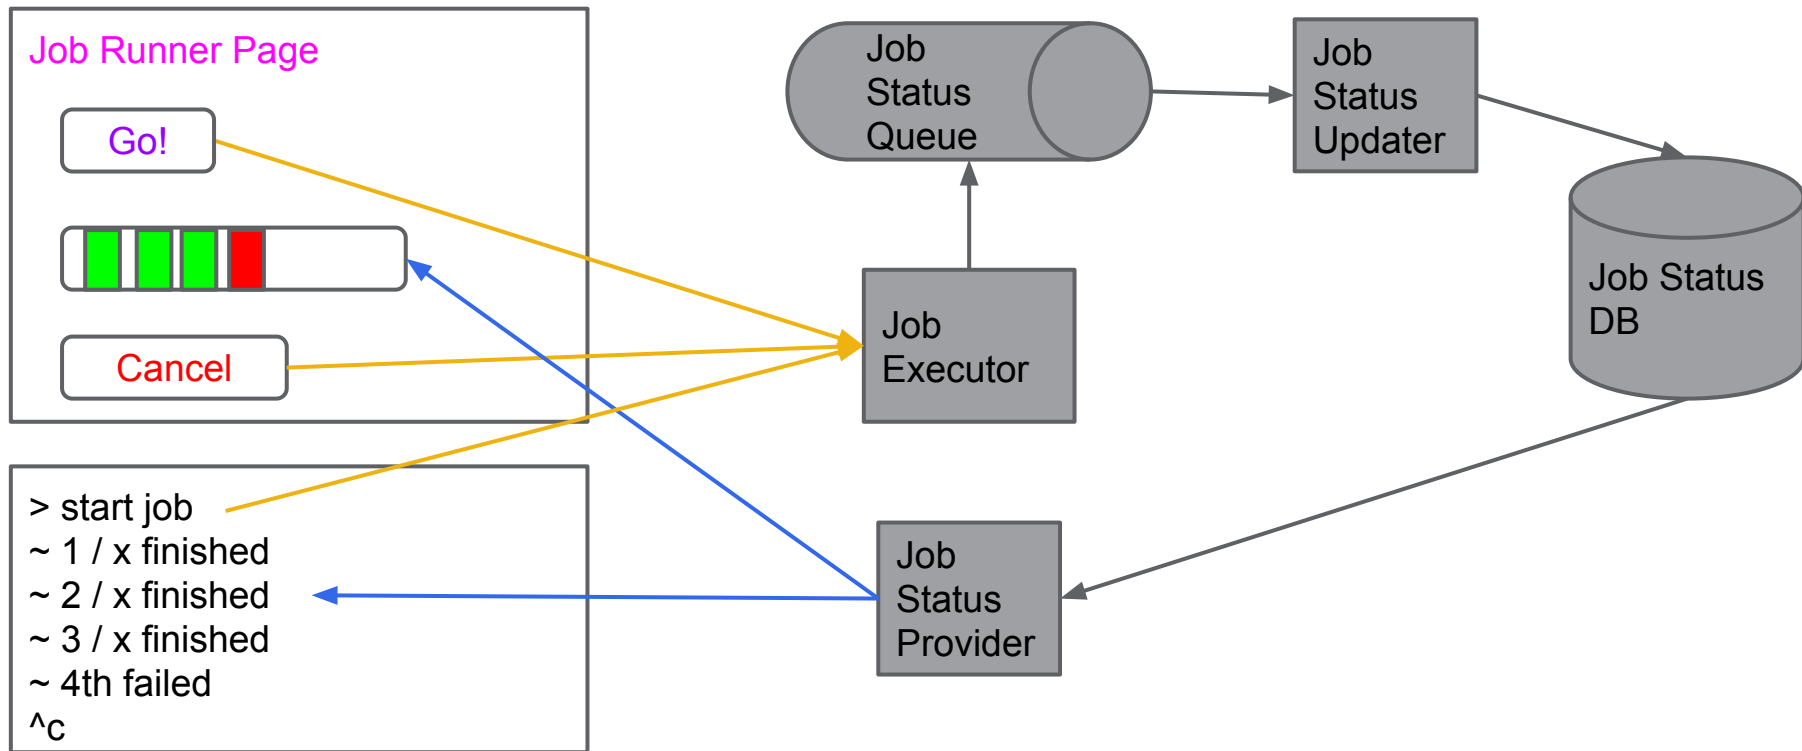 Job Runner Page
Go!
Cancel
> start job
~ 1 / x finished
~ 2 / x finished
~ 3 / x finished
~ 4th failed
^c
Job
Status
Queue
Job
Status
Updater
Job
Executor
Job Status
DB
Job
Status
Provider